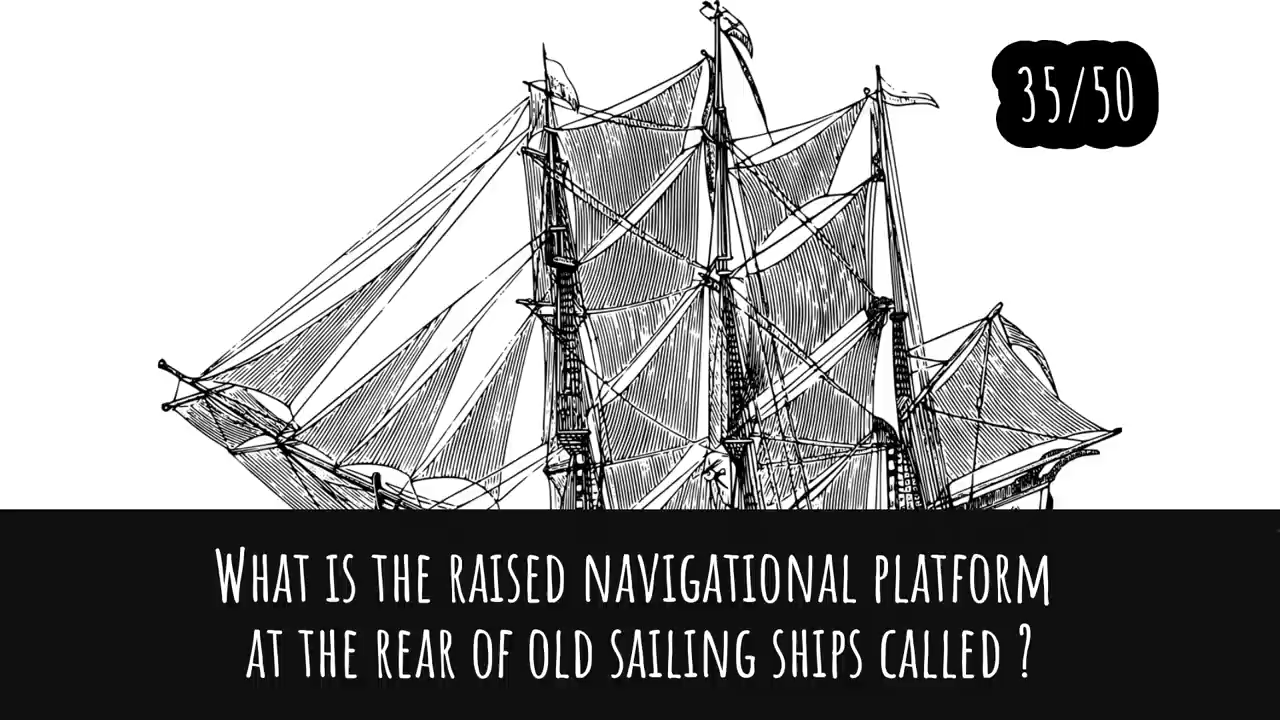 35/50
What is the raised navigational platform
at the rear of old sailing ships called ?